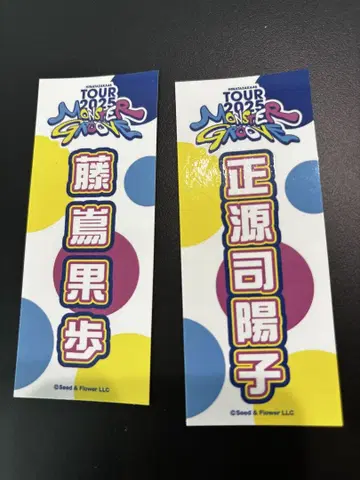 TOUR
2025
MONSTER
GROOVE
藤嶌果歩
©Seed & Flower LLC
TOUR
2025
MONSTER
GROOVE
正源司陽子
©Seed & Flower LLC